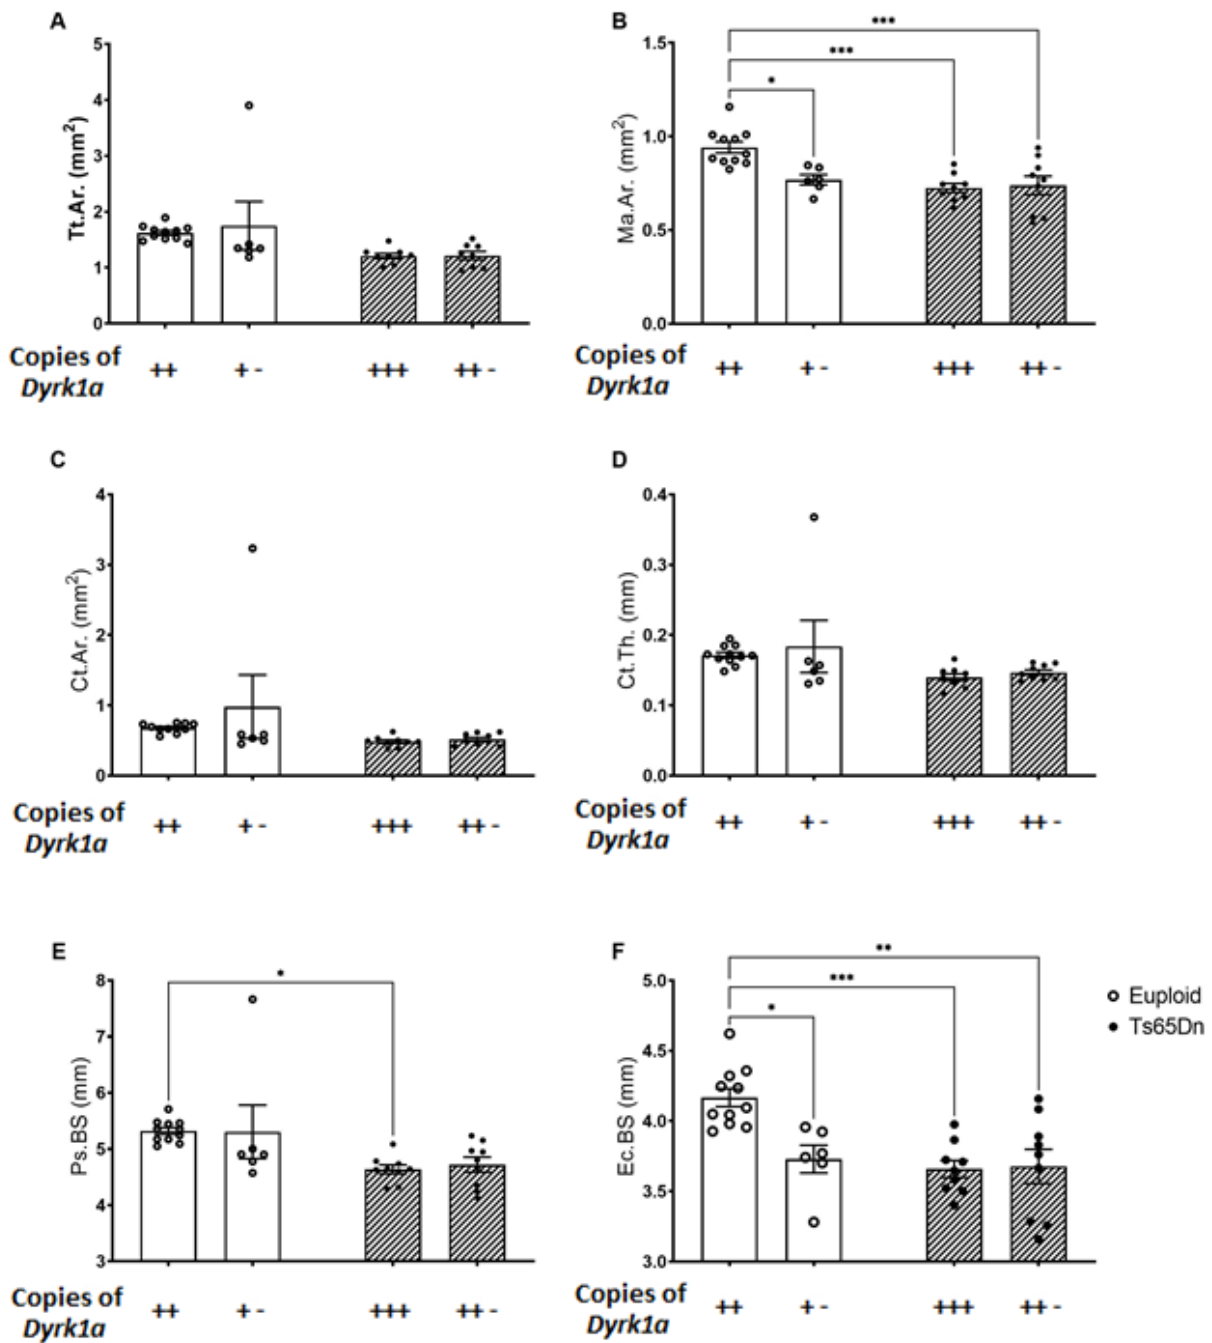 A
Tt.Ar. (mm²)
5
4
3
2
1
0
Copies of
Dyrk1a
++
+ -
+++
++ -
B
Ma.Ar. (mm²)
1.5
1.0
0.5
0.0
*
***
***
Copies of
Dyrk1a
++
+ -
+++
++ -
C
Ct.Ar. (mm²)
4
3
2
1
0
Copies of
Dyrk1a
++
+ -
+++
++ -
D
Ct.Th. (mm)
0.4
0.3
0.2
0.1
0.0
Copies of
Dyrk1a
++
+ -
+++
++ -
E
Ps.BS (mm)
8
7
6
5
4
3
*
Copies of
Dyrk1a
++
+ -
+++
++ -
F
Ec.BS (mm)
5.0
4.5
4.0
3.5
3.0
**
***
*
Copies of
Dyrk1a
++
+ -
+++
++ -
Euploid
Ts65Dn